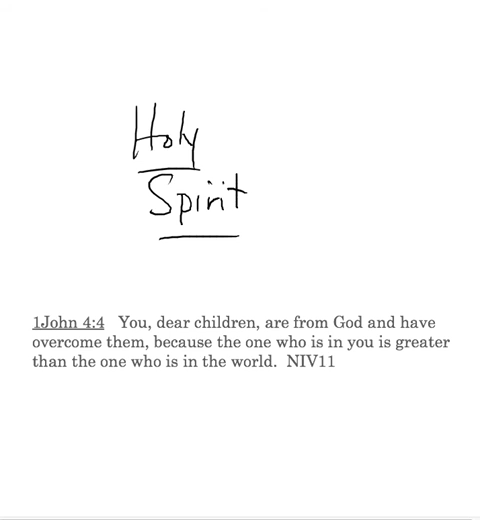 Holy
Spirit
1John 4:4 You, dear children, are from God and have
overcome them, because the one who is in you is greater
than the one who is in the world. NIV11